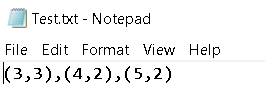 Test.txt - Notepad
File Edit Format View Help
(3,3),(4,2),(5,2)